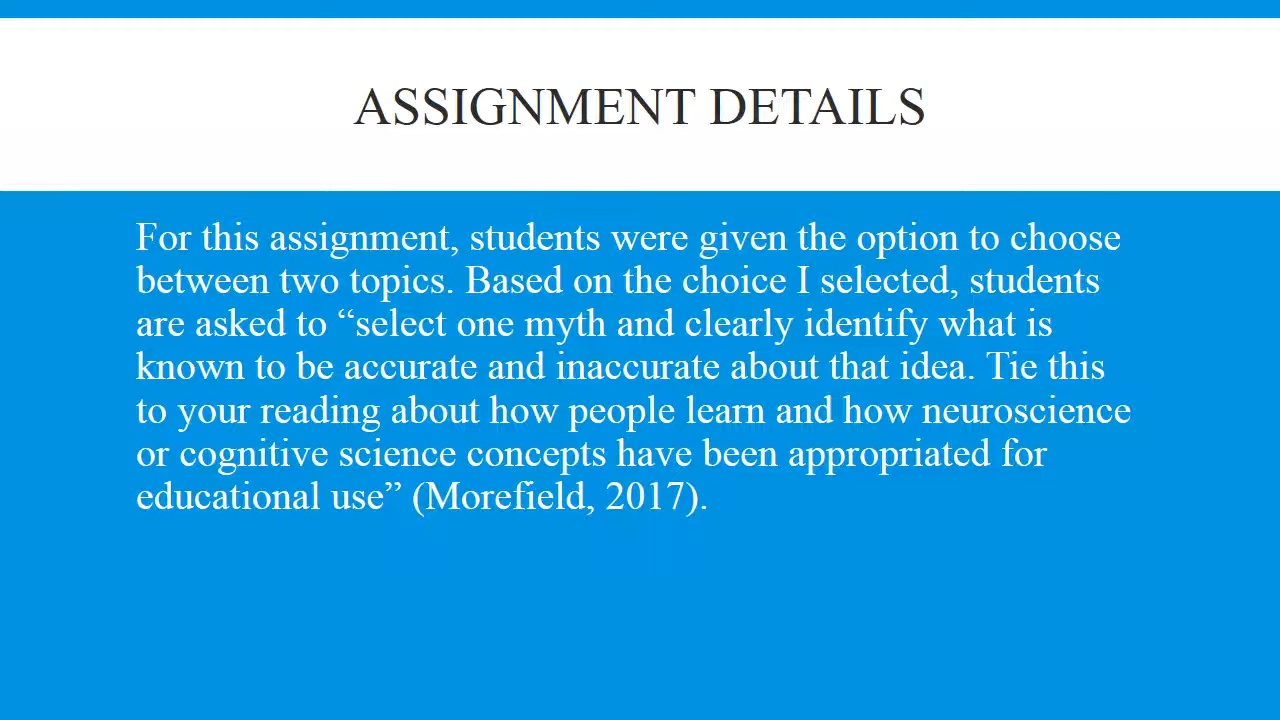 ASSIGNMENT DETAILS
For this assignment, students were given the option to choose
between two topics. Based on the choice I selected, students
are asked to “select one myth and clearly identify what is
known to be accurate and inaccurate about that idea. Tie this
to your reading about how people learn and how neuroscience
or cognitive science concepts have been appropriated for
educational use” (Morefield, 2017).